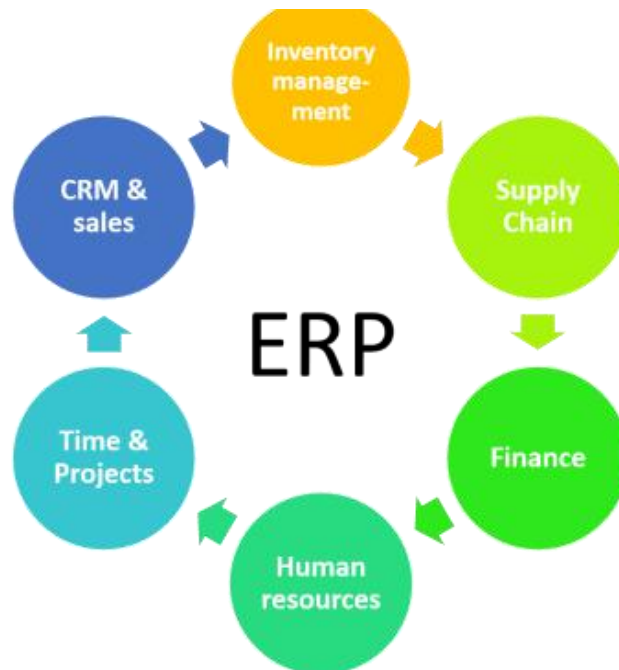 Inventory
manage-
ment
Supply
Chain
Finance
Human
resources
Time &
Projects
CRM &
sales
ERP